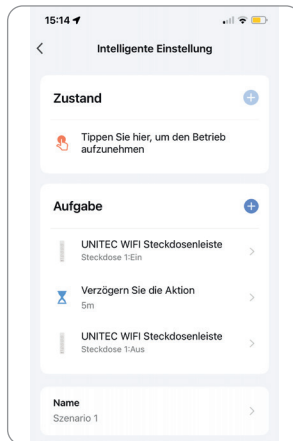 15:14
Intelligente Einstellung
Zustand
Tippen Sie hier, um den Betrieb
aufzunehmen
Aufgabe
UNITEC WIFI Steckdosenleiste
Steckdose 1:Ein
Verzögern Sie die Aktion
5m
UNITEC WIFI Steckdosenleiste
Steckdose 1:Aus
Name
Szenario 1